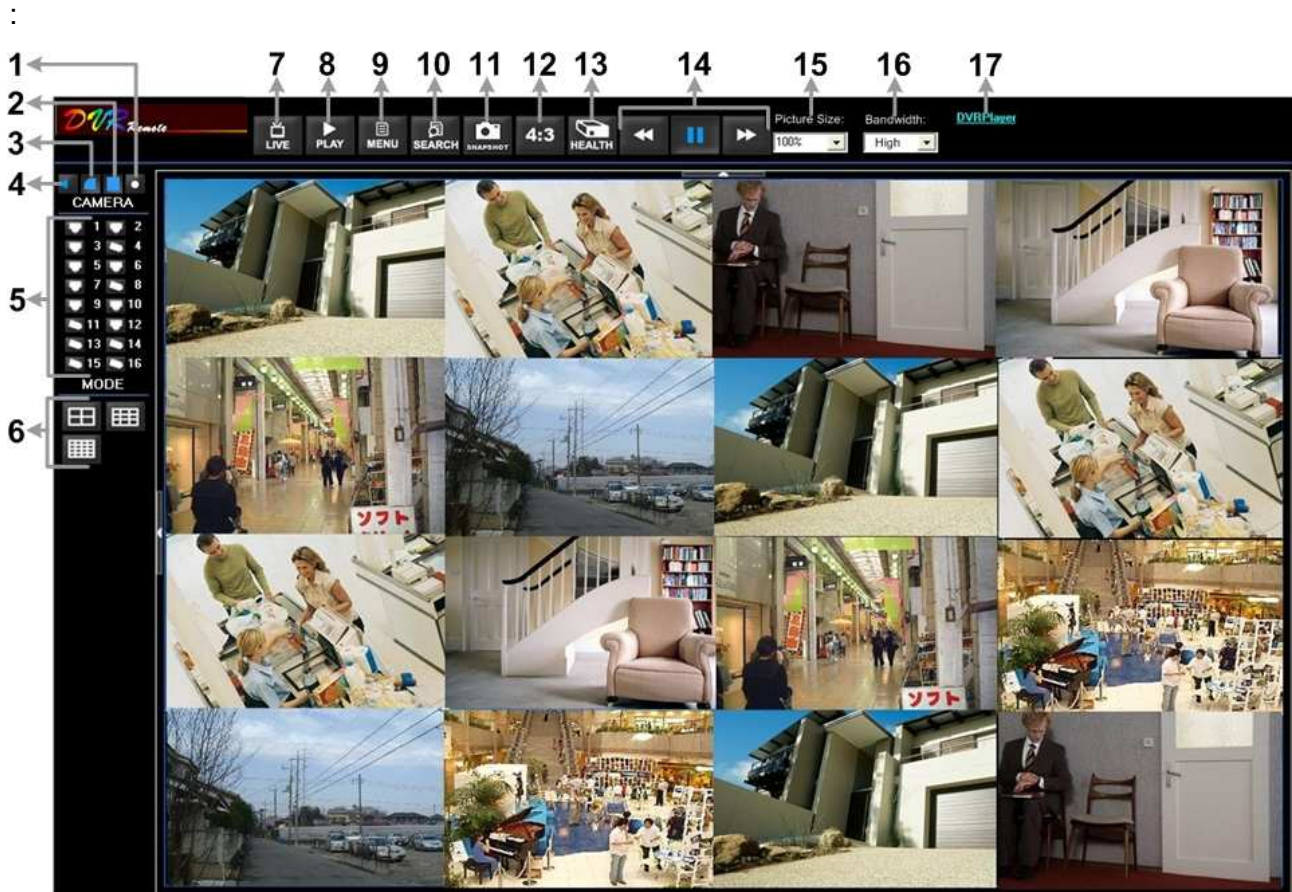 :
1
2
3
4
5
6
7 8 9 10 11 12 13 14 15 16 17
DVR Remote
LIVE PLAY MENU SEARCH SNAPSHOT 4:3 HEALTH
Picture Size: Bandwidth: DVRPlayer
100% High
CAMERA
1 2
3 4
5 6
7 8
9 10
11 12
13 14
15 16
MODE
ソフト
ソフト